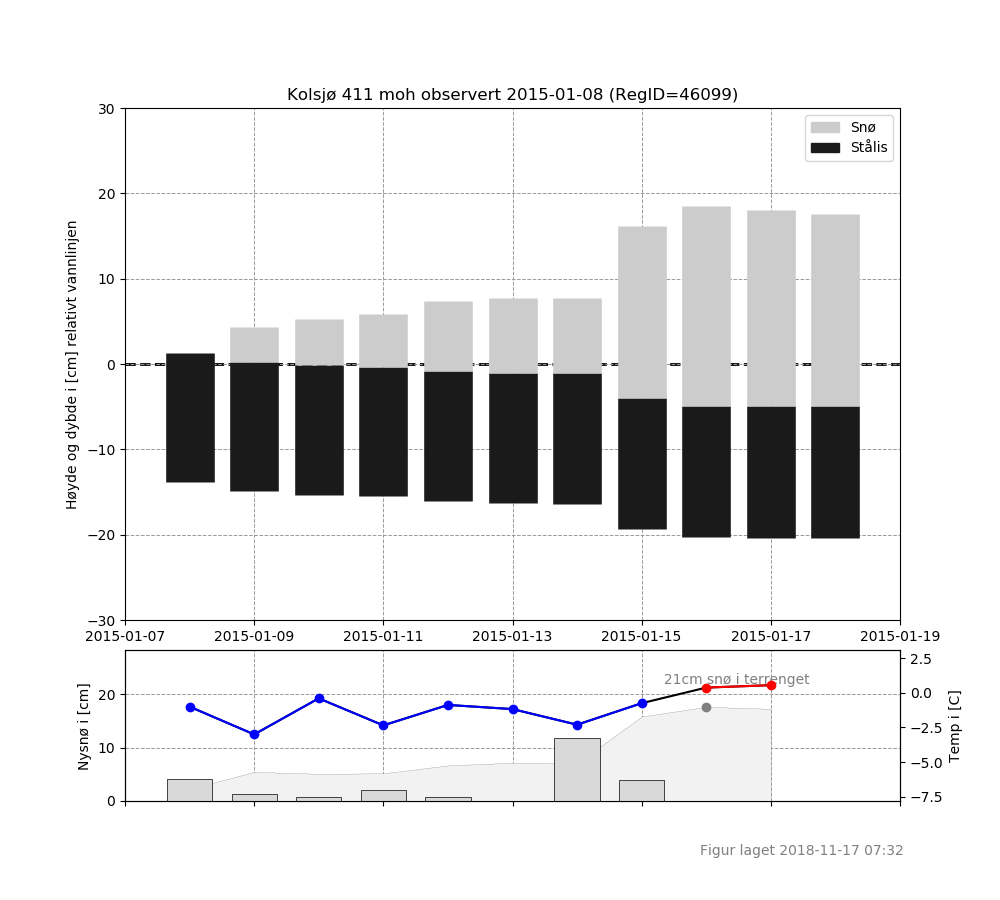 Kolsjø 411 moh observert 2015-01-08 (RegID=46099)
Høyde og dybde i [cm] relativt vannlinjen
30
20
10
0
−10
−20
−30
Snø
Stålis
2015-01-07
2015-01-09
2015-01-11
2015-01-13
2015-01-15
2015-01-17
2015-01-19
Nysnø i [cm]
20
10
0
21cm snø i terrenget
2.5
0.0
−2.5
−5.0
−7.5
Temp i [C]
Figur laget 2018-11-17 07:32